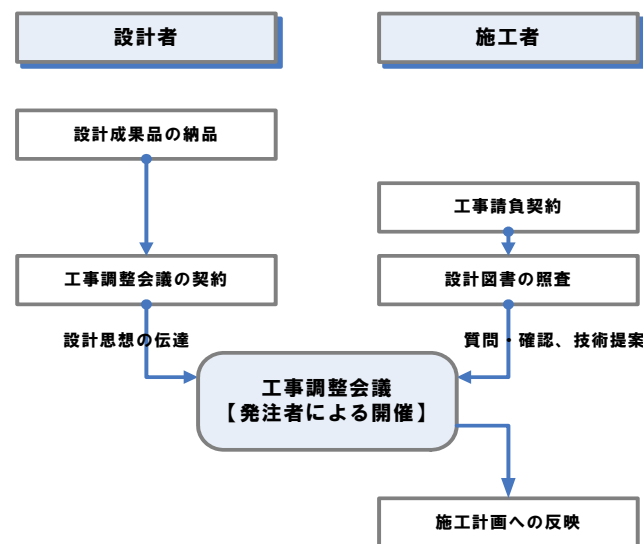 設計者
施工者
設計成果品の納品
工事請負契約
工事調整会議の契約
設計図書の照査
設計思想の伝達
質問・確認、技術提案
工事調整会議
【発注者による開催】
施工計画への反映